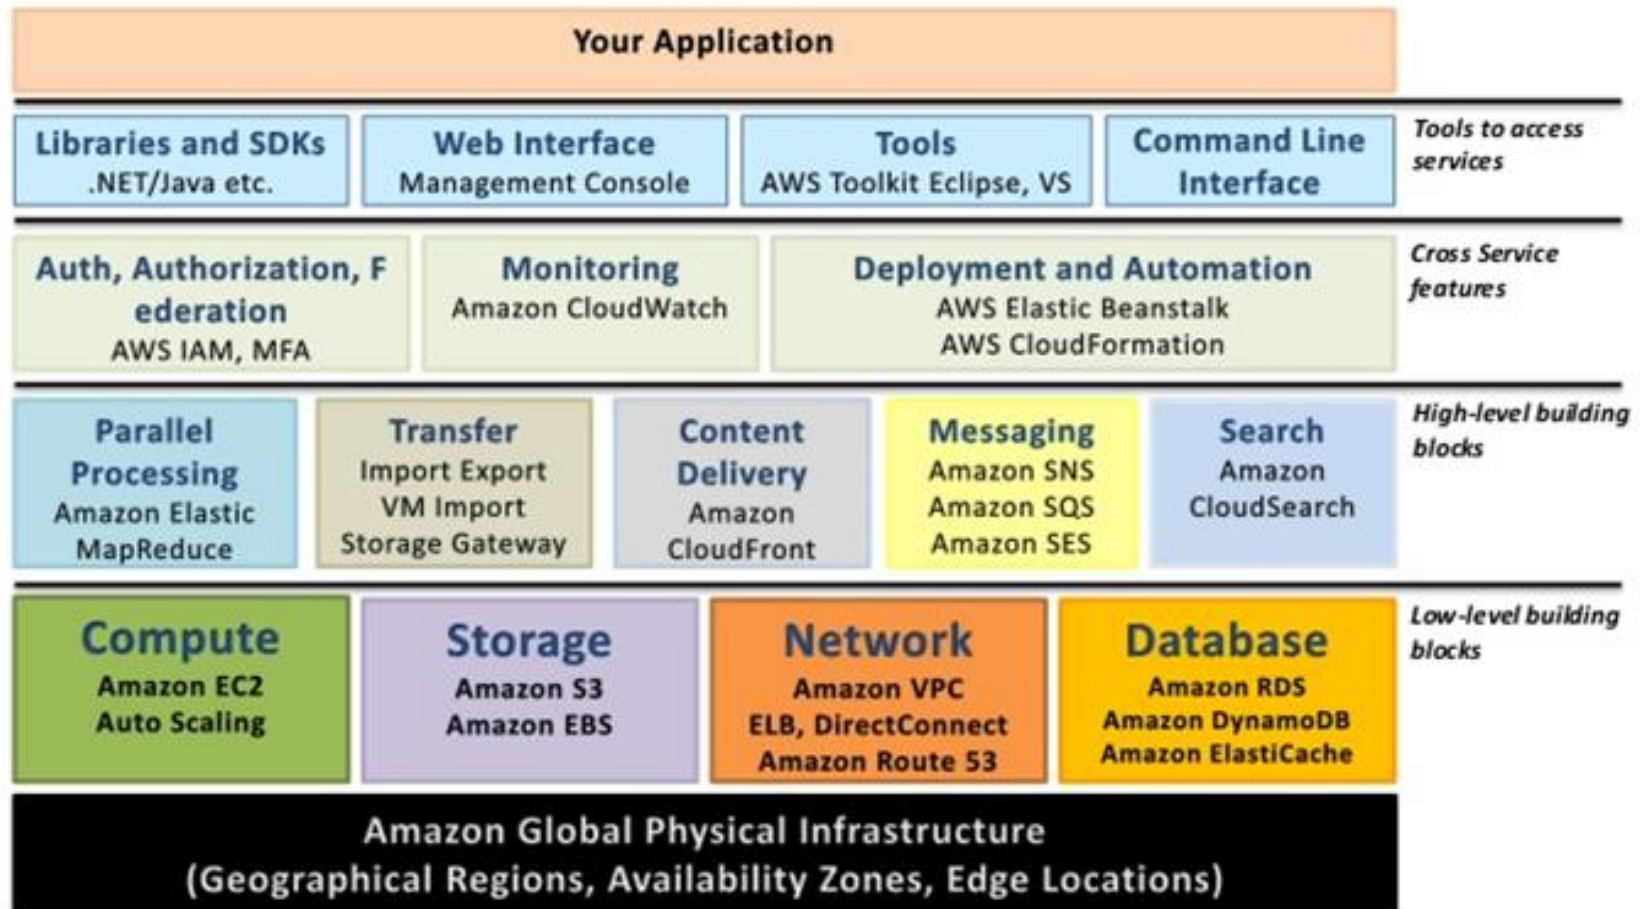 Your Application
Libraries and SDKs
.NET/Java etc.
Web Interface
Management Console
Tools
AWS Toolkit Eclipse, VS
Command Line
Interface
Tools to access
services
Auth, Authorization, F
ederation
AWS IAM, MFA
Monitoring
Amazon CloudWatch
Deployment and Automation
AWS Elastic Beanstalk
AWS CloudFormation
Cross Service
features
Parallel
Processing
Amazon Elastic
MapReduce
Transfer
Import Export
VM Import
Storage Gateway
Content
Delivery
Amazon
CloudFront
Messaging
Amazon SNS
Amazon SQS
Amazon SES
Search
Amazon
CloudSearch
High-level building
blocks
Compute
Amazon EC2
Auto Scaling
Storage
Amazon S3
Amazon EBS
Network
Amazon VPC
ELB, DirectConnect
Amazon Route 53
Database
Amazon RDS
Amazon DynamoDB
Amazon ElastiCache
Low-level building
blocks
Amazon Global Physical Infrastructure
(Geographical Regions, Availability Zones, Edge Locations)